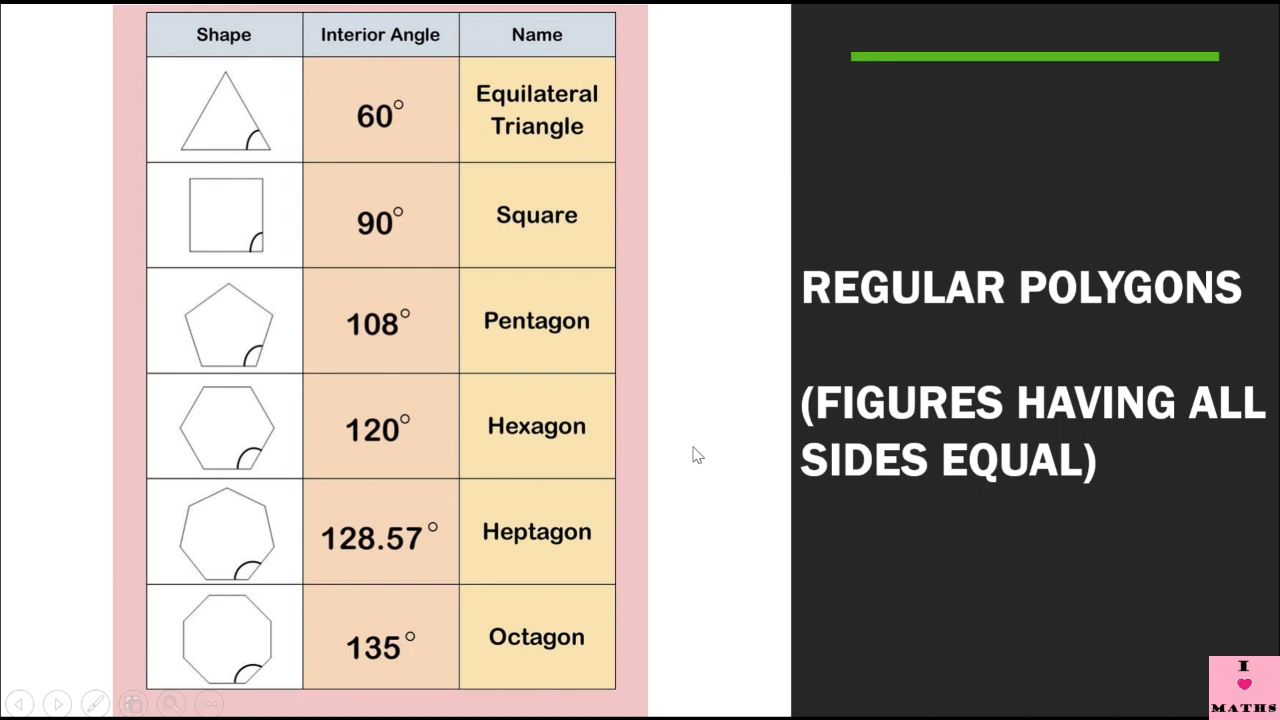 Shape Interior Angle Name
60° Equilateral
Triangle
90° Square
108° Pentagon
120° Hexagon
128.57° Heptagon
135° Octagon
REGULAR POLYGONS
(FIGURES HAVING ALL
SIDES EQUAL)
I
MATHS